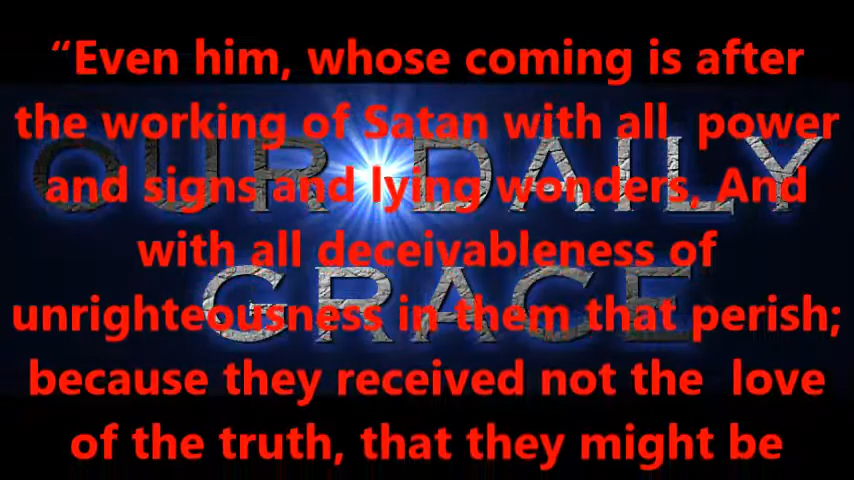 “Even him, whose coming is after
the working of Satan with all power
and signs and lying wonders, And
with all deceivableness of
unrighteousness in them that perish;
because they received not the love
of the truth, that they might be
OUR DAILY
GRACE